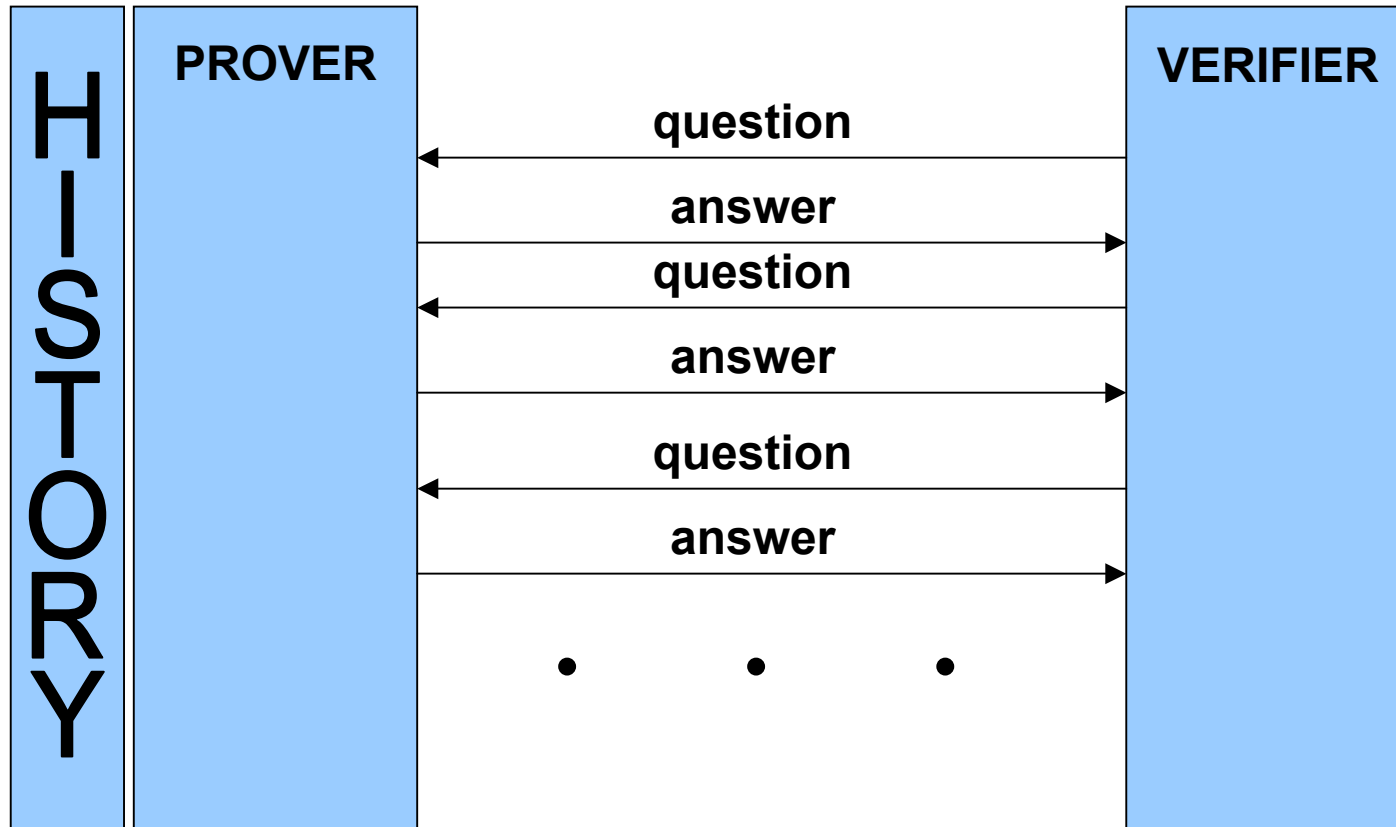 HISTORY
PROVER
VERIFIER
question
answer
question
answer
question
answer